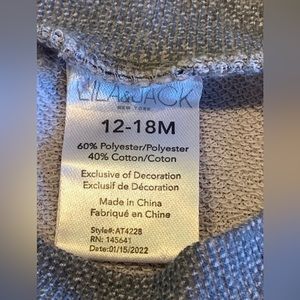 LILA&JACK
NEW YORK
12-18M
60% Polyester/Polyester
40% Cotton/Coton
Exclusive of Decoration
Exclusif de Décoration
Made in China
Fabriqué en Chine
Style#: AT4228
RN: 145641
Date:01/15/2022